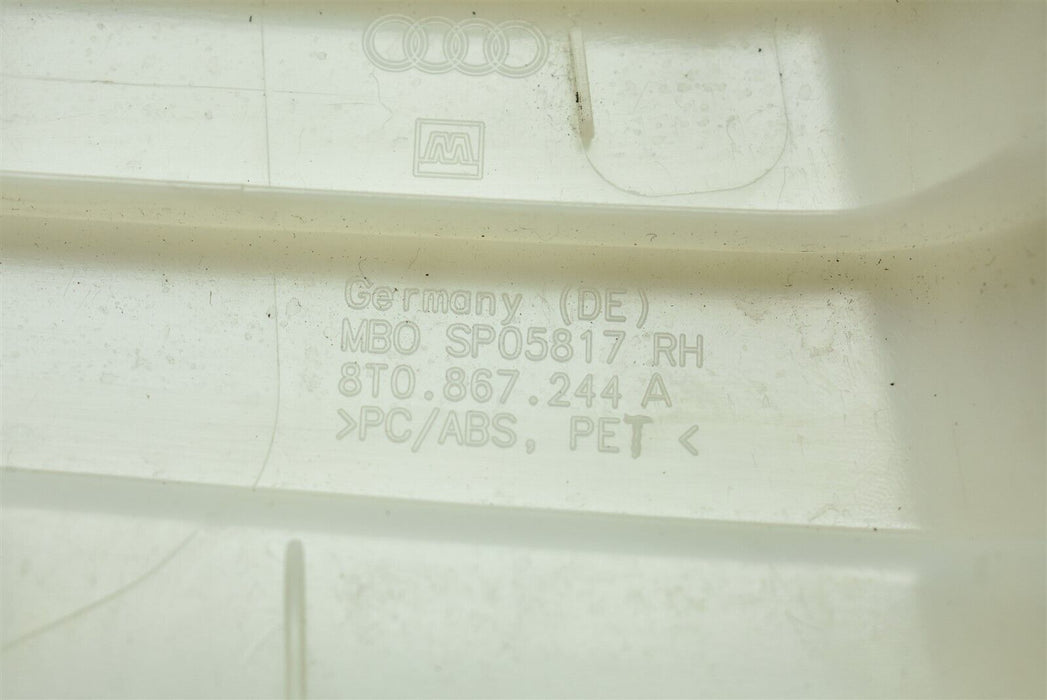 Germany (DE)
MBO SP05817 RH
8T0.867.244 A
>PC/ABS, PET <